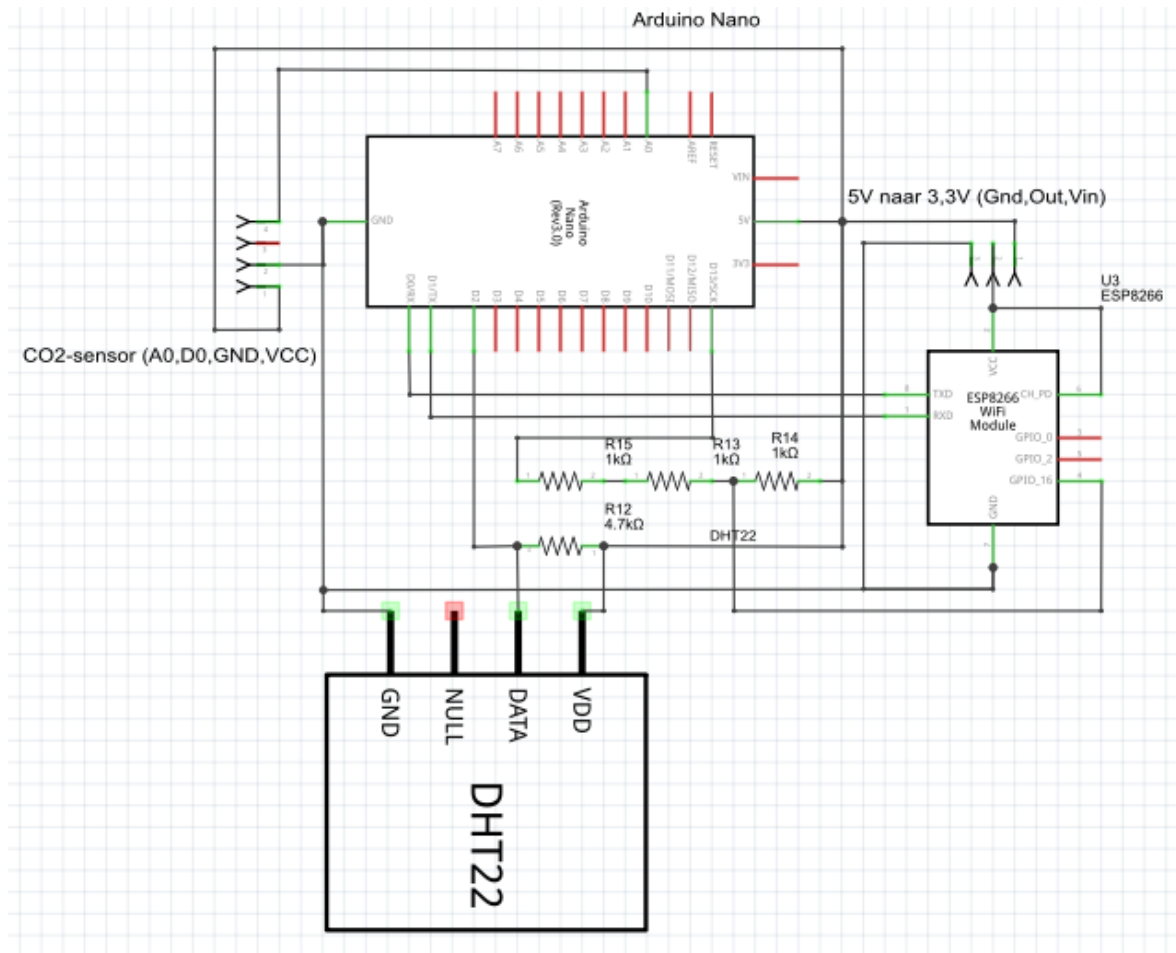 Arduino Nano
A7
A6
A5
A4
A3
A2
A1
A0
AREF
RESET
VIN
5V
3V3
GND
Arduino
Nano
(Rev3.0)
D0/RX
D1/TX
D2
D3
D4
D5
D6
D7
D8
D9
D10
D11/MOSI
D12/MISO
D13/SCK
5V naar 3,3V (Gnd,Out,Vin)
U3
ESP8266
CO2-sensor (A0,D0,GND,VCC)
VCC
TXD
RXD
ESP8266
WiFi
Module
CH_PD
GPIO_0
GPIO_2
GPIO_16
GND
8
1
6
R15
1kΩ
R13
1kΩ
R14
1kΩ
R12
4.7kΩ
DHT22
GND
NULL
DATA
VDD
DHT22